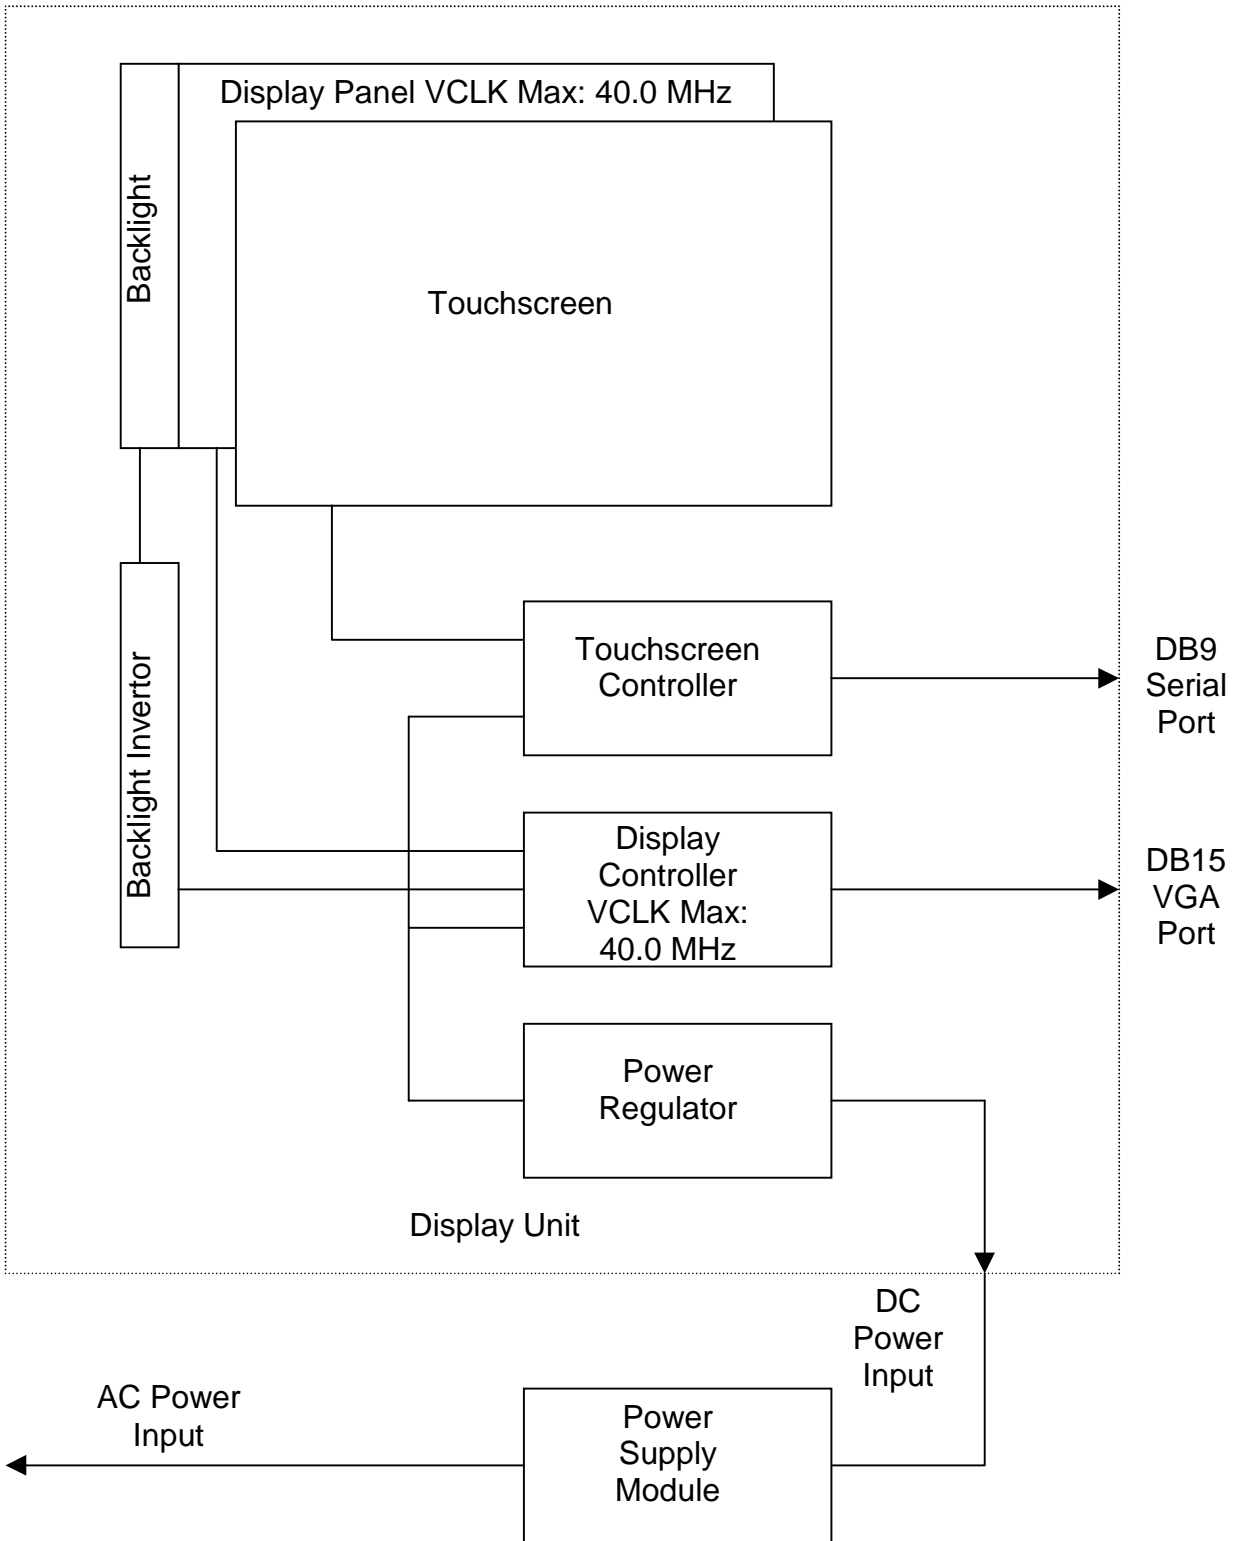 Display Panel VCLK Max: 40.0 MHz
Backlight
Touchscreen
Backlight Invertor
Touchscreen
Controller
DB9
Serial
Port
Display
Controller
VCLK Max:
40.0 MHz
DB15
VGA
Port
Power
Regulator
Display Unit
DC
Power
Input
AC Power
Input
Power
Supply
Module